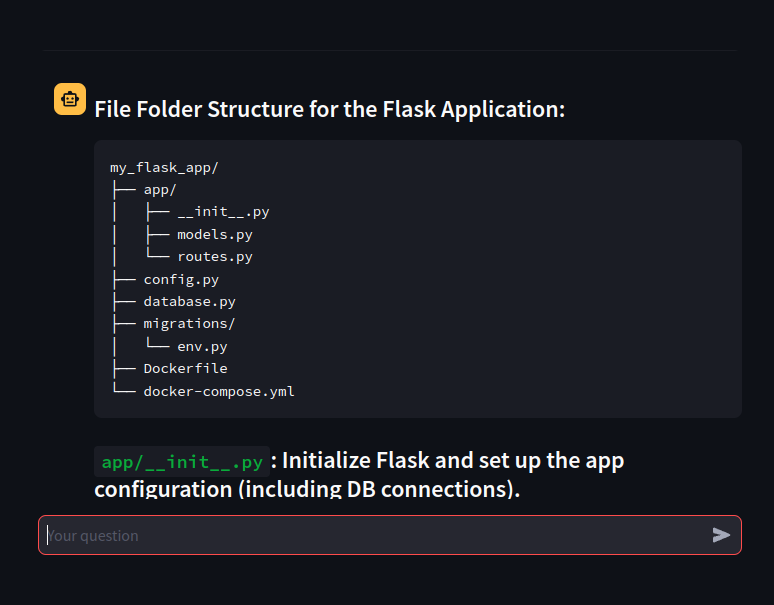 File Folder Structure for the Flask Application:
my_flask_app/
├── app/
│   ├── __init__.py
│   ├── models.py
│   └── routes.py
├── config.py
├── database.py
├── migrations/
│   └── env.py
├── Dockerfile
└── docker-compose.yml
app/__init__.py: Initialize Flask and set up the app
configuration (including DB connections).
Your question